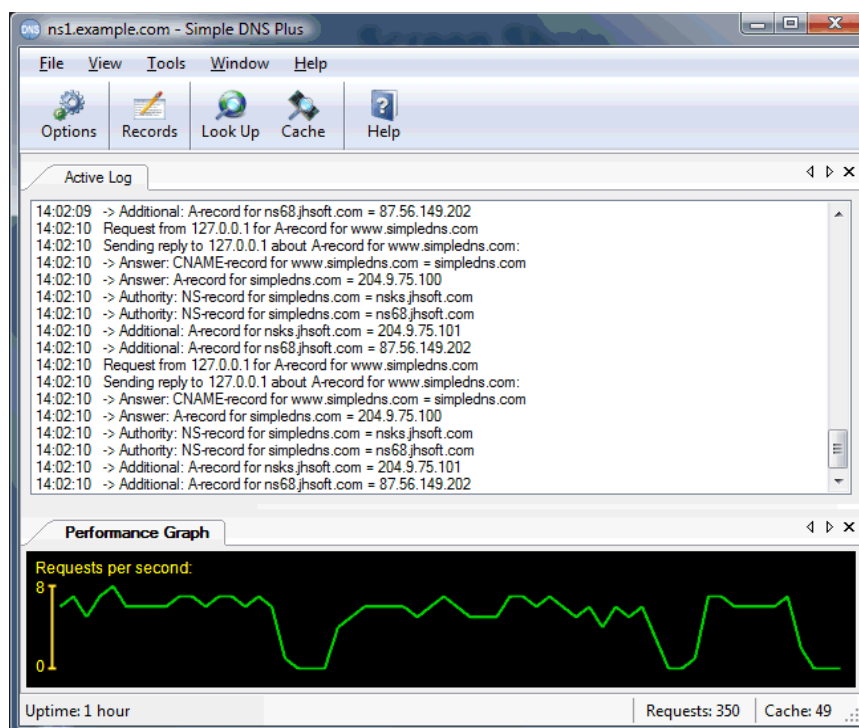 ns1.example.com - Simple DNS Plus
File View Tools Window Help
Options Records Look Up Cache Help
Active Log
14:02:09 -> Additional: A-record for ns68.jhsoft.com = 87.56.149.202
14:02:10 Request from 127.0.0.1 for A-record for www.simpledns.com
14:02:10 Sending reply to 127.0.0.1 about A-record for www.simpledns.com:
14:02:10 -> Answer: CNAME-record for www.simpledns.com = simpledns.com
14:02:10 -> Answer: A-record for simpledns.com = 204.9.75.100
14:02:10 -> Authority: NS-record for simpledns.com = nsks.jhsoft.com
14:02:10 -> Authority: NS-record for simpledns.com = ns68.jhsoft.com
14:02:10 -> Additional: A-record for nsks.jhsoft.com = 204.9.75.101
14:02:10 -> Additional: A-record for ns68.jhsoft.com = 87.56.149.202
14:02:10 Request from 127.0.0.1 for A-record for www.simpledns.com
14:02:10 Sending reply to 127.0.0.1 about A-record for www.simpledns.com:
14:02:10 -> Answer: CNAME-record for www.simpledns.com = simpledns.com
14:02:10 -> Answer: A-record for simpledns.com = 204.9.75.100
14:02:10 -> Authority: NS-record for simpledns.com = nsks.jhsoft.com
14:02:10 -> Authority: NS-record for simpledns.com = ns68.jhsoft.com
14:02:10 -> Additional: A-record for nsks.jhsoft.com = 204.9.75.101
14:02:10 -> Additional: A-record for ns68.jhsoft.com = 87.56.149.202
Performance Graph
Requests per second:
8
0
Uptime: 1 hour Requests: 350 Cache: 49